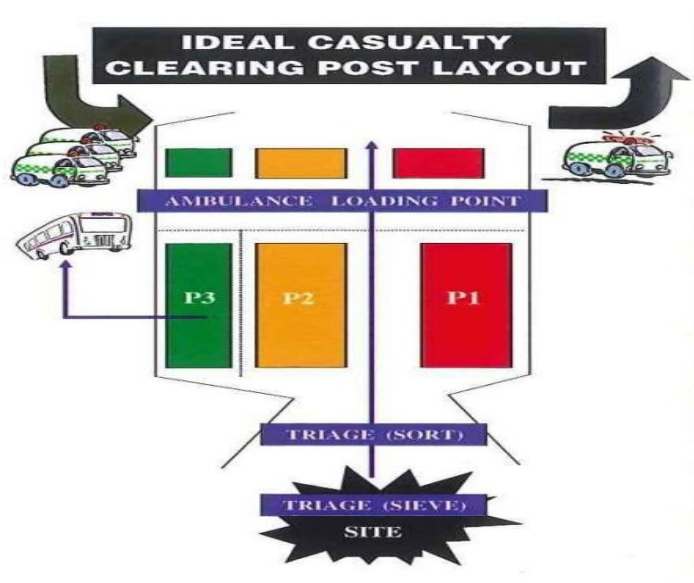 IDEAL CASUALTY
CLEARING POST LAYOUT
AMBULANCE LOADING POINT
P3 P2 P1
TRIAGE (SORT)
TRIAGE (SIEVE)
SITE